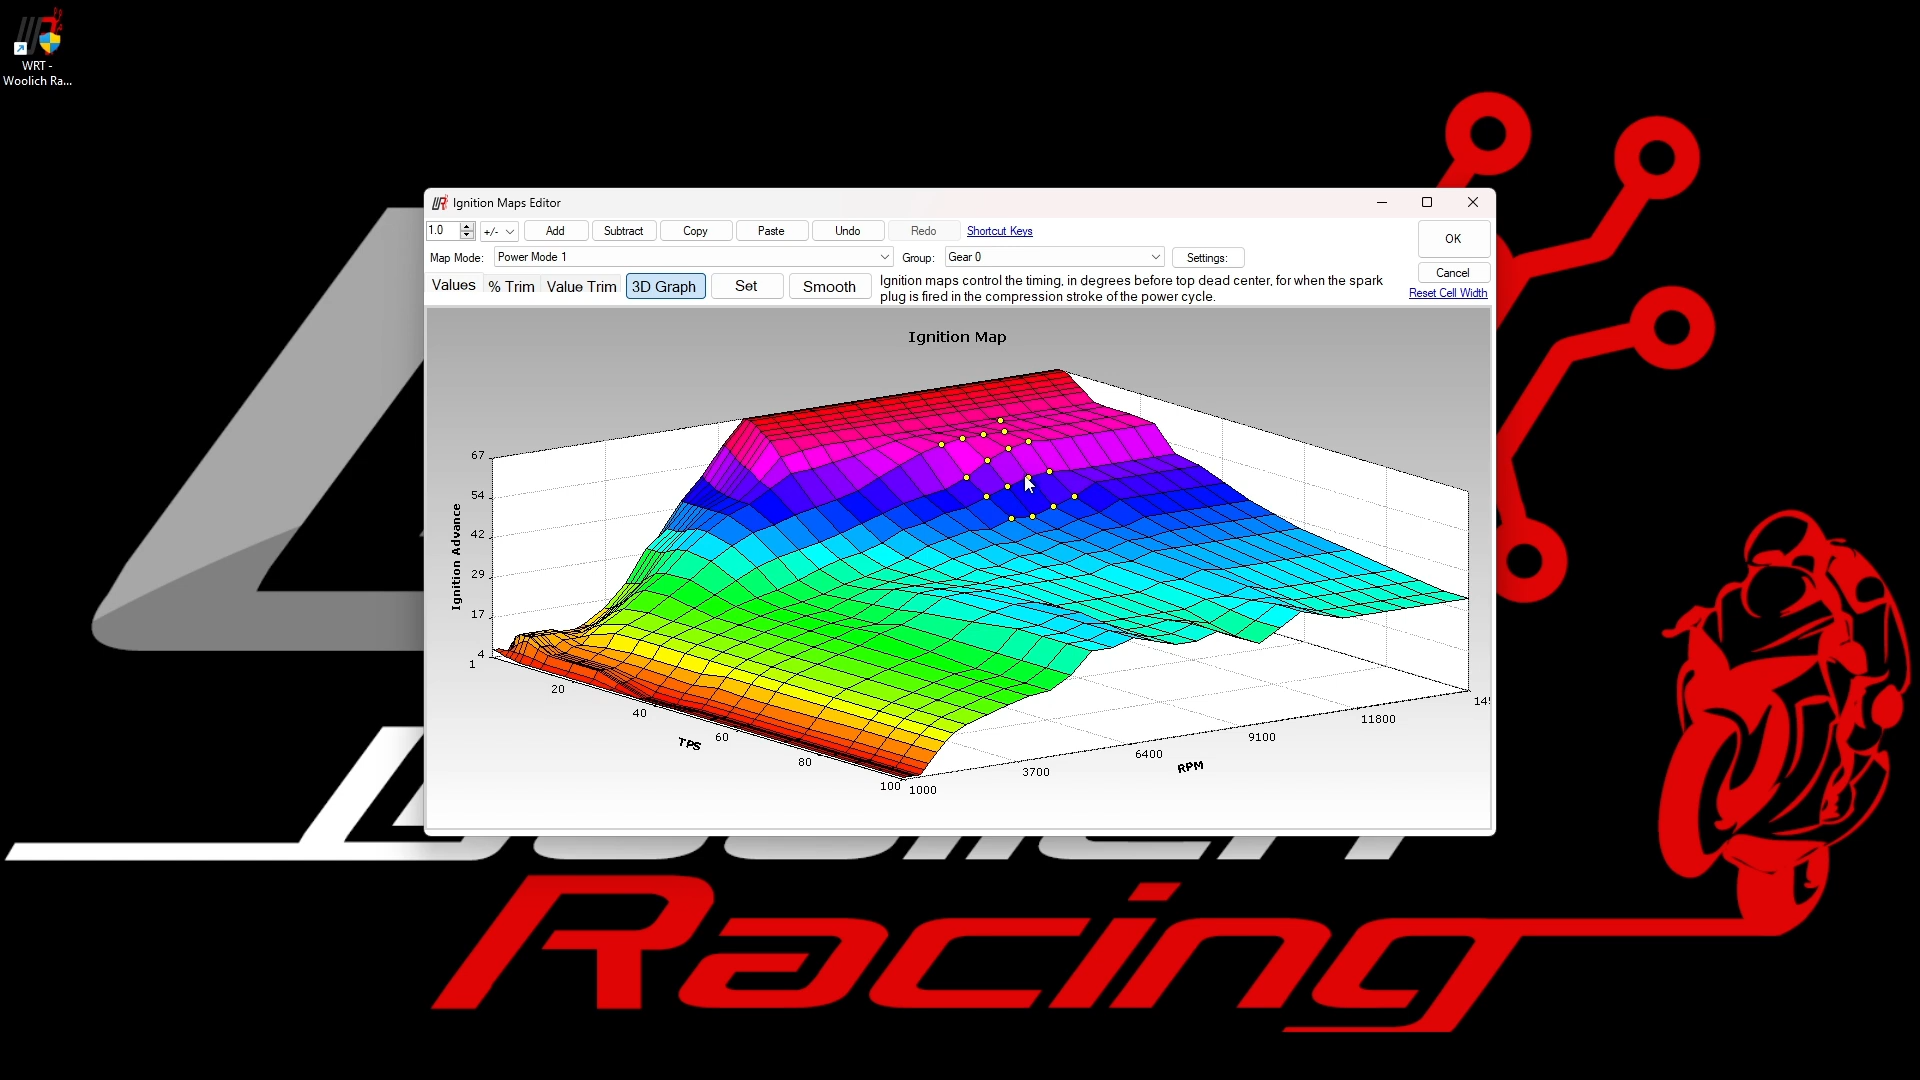 WRT -
Woolich Ra...
Ignition Maps Editor
1.0
+/-
Add
Subtract
Copy
Paste
Undo
Redo
Shortcut Keys
OK
Map Mode:
Power Mode 1
Group:
Gear 0
Settings:
Cancel
Values
% Trim
Value Trim
3D Graph
Set
Smooth
Ignition maps control the timing, in degrees before top dead center, for when the spark
plug is fired in the compression stroke of the power cycle.
Reset Cell Width
Ignition Map
67
54
42
29
17
4
Ignition Advance
1
20
40
60
80
100
TPS
1000
3700
6400
9100
11800
RPM
Racing